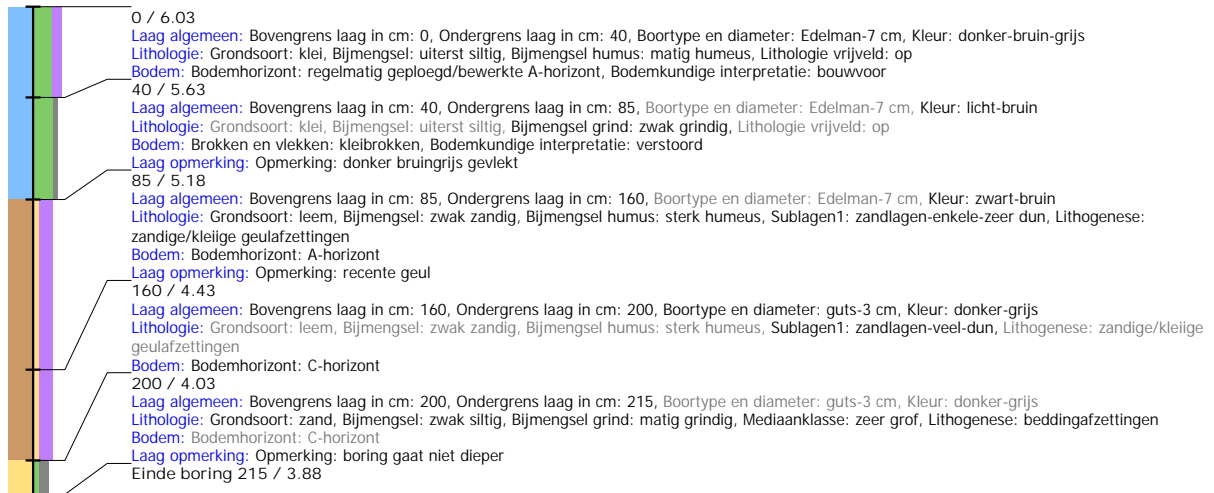 0 / 6.03
Laag algemeen: Bovengrens laag in cm: 0, Ondergrens laag in cm: 40, Boortype en diameter: Edelman-7 cm, Kleur: donker-bruin-grijs
Lithologie: Grondsoort: klei, Bijmengsel: uiterst siltig, Bijmengsel humus: matig humeus, Lithologie vrijveld: op
Bodem: Bodemhorizont: regelmatig geploegd/bewerkte A-horizont, Bodemkundige interpretatie: bouwvoor
40 / 5.63
Laag algemeen: Bovengrens laag in cm: 40, Ondergrens laag in cm: 85, Boortype en diameter: Edelman-7 cm, Kleur: licht-bruin
Lithologie: Grondsoort: klei, Bijmengsel: uiterst siltig, Bijmengsel grind: zwak grindig, Lithologie vrijveld: op
Bodem: Brokken en vlekken: kleibrokken, Bodemkundige interpretatie: verstoord
Laag opmerking: Opmerking: donker bruingrijs gevlekt
85 / 5.18
Laag algemeen: Bovengrens laag in cm: 85, Ondergrens laag in cm: 160, Boortype en diameter: Edelman-7 cm, Kleur: zwart-bruin
Lithologie: Grondsoort: leem, Bijmengsel: zwak zandig, Bijmengsel humus: sterk humeus, Sublagen1: zandlagen-enkele-zeer dun, Lithogenese:
zandige/kleiige geulafzettingen
Bodem: Bodemhorizont: A-horizont
Laag opmerking: Opmerking: recente geul
160 / 4.43
Laag algemeen: Bovengrens laag in cm: 160, Ondergrens laag in cm: 200, Boortype en diameter: guts-3 cm, Kleur: donker-grijs
Lithologie: Grondsoort: leem, Bijmengsel: zwak zandig, Bijmengsel humus: sterk humeus, Sublagen1: zandlagen-veel-dun, Lithogenese: zandige/kleiige
geulafzettingen
Bodem: Bodemhorizont: C-horizont
200 / 4.03
Laag algemeen: Bovengrens laag in cm: 200, Ondergrens laag in cm: 215, Boortype en diameter: guts-3 cm, Kleur: donker-grijs
Lithologie: Grondsoort: zand, Bijmengsel: zwak siltig, Bijmengsel grind: matig grindig, Mediaanklasse: zeer grof, Lithogenese: beddingafzettingen
Bodem: Bodemhorizont: C-horizont
Laag opmerking: Opmerking: boring gaat niet dieper
Einde boring 215 / 3.88